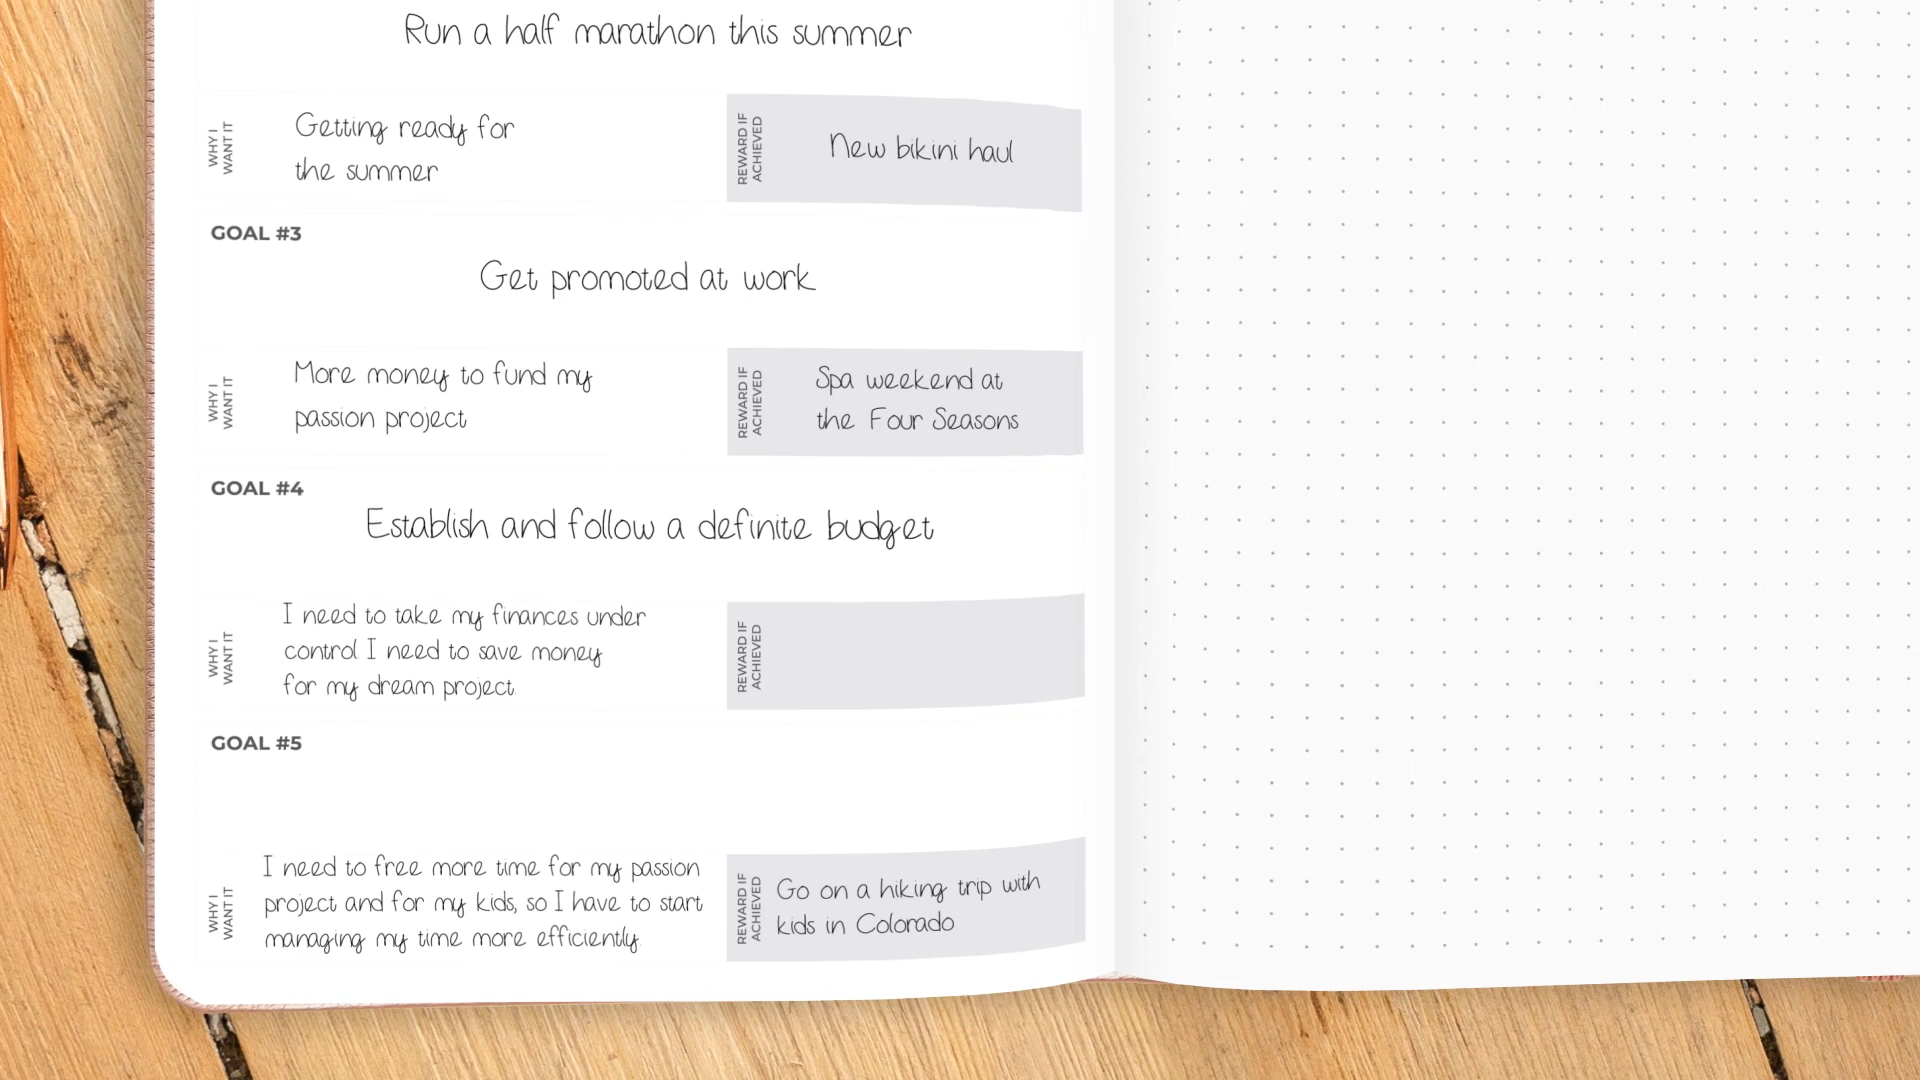 Run a half marathon this summer
WHY I
WANT IT
Getting ready for
the summer
REWARD IF
ACHIEVED
New bikini haul
GOAL #3
Get promoted at work
WHY I
WANT IT
More money to fund my
passion project
REWARD IF
ACHIEVED
Spa weekend at
the Four Seasons
GOAL #4
Establish and follow a definite budget
WHY I
WANT IT
I need to take my finances under
control. I need to save money
for my dream project.
REWARD IF
ACHIEVED
GOAL #5
WHY I
WANT IT
I need to free more time for my passion
project and for my kids, so I have to start
managing my time more efficiently.
REWARD IF
ACHIEVED
Go on a hiking trip with
kids in Colorado